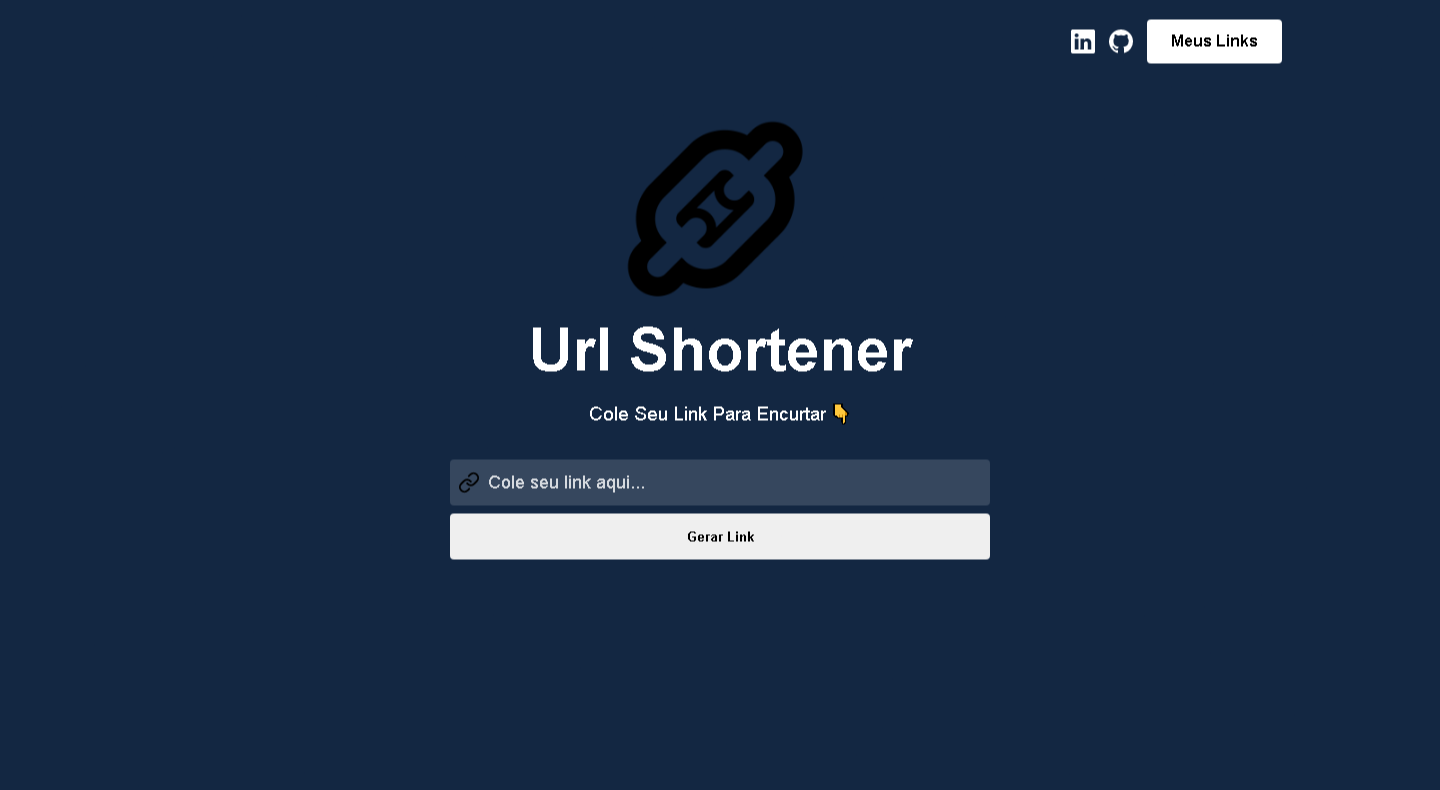 Meus Links
Url Shortener
Cole Seu Link Para Encurtar 👇
Cole seu link aqui...
Gerar Link